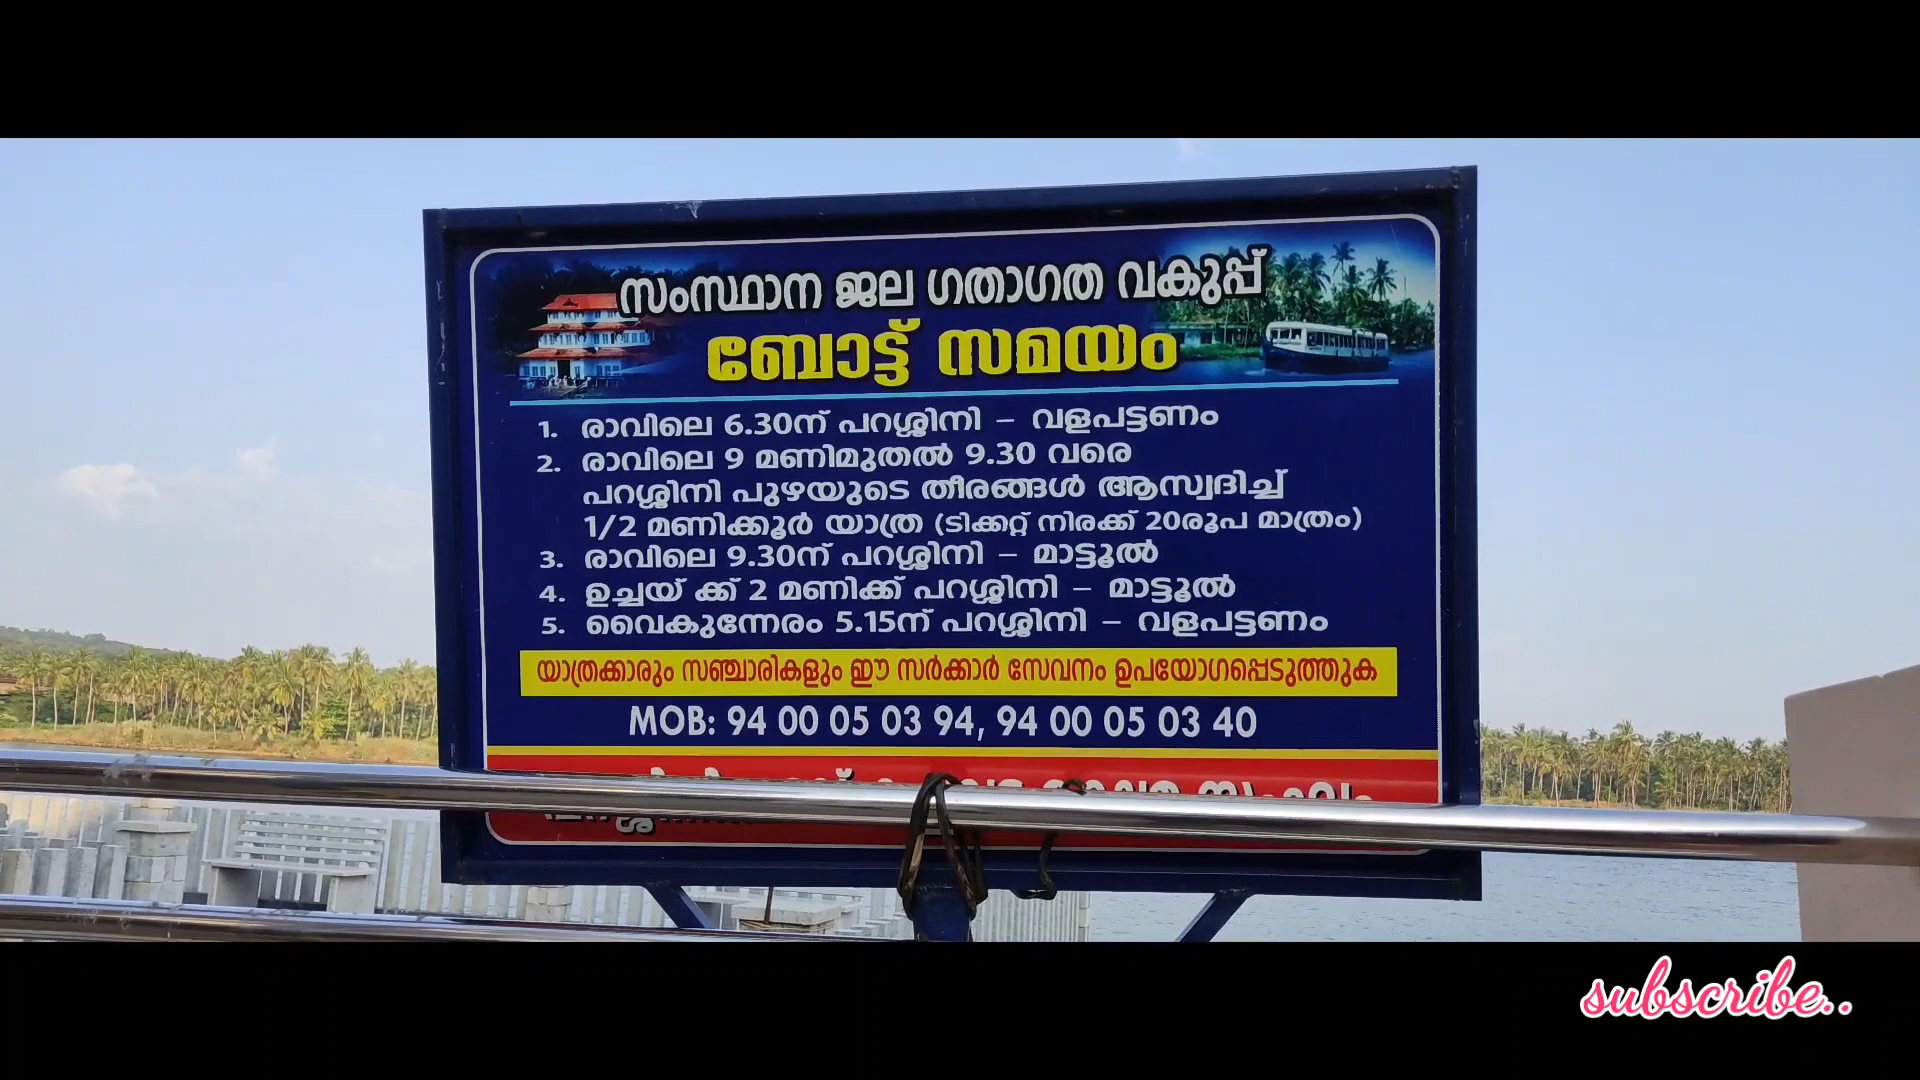 സംസ്ഥാന ജല ഗതാഗത വകുപ്പ്
ബോട്ട് സമയം
1. രാവിലെ 6.30ന് പറശ്ശിനി – വളപട്ടണം
2. രാവിലെ 9 മണിമുതൽ 9.30 വരെ
പറശ്ശിനി പുഴയുടെ തീരങ്ങൾ ആസ്വദിച്ച്
1/2 മണിക്കൂർ യാത്ര (ടിക്കറ്റ് നിരക്ക് 20രൂപ മാത്രം)
3. രാവിലെ 9.30ന് പറശ്ശിനി – മാട്ടൂൽ
4. ഉച്ചയ് ക്ക് 2 മണിക്ക് പറശ്ശിനി – മാട്ടൂൽ
5. വൈകുന്നേരം 5.15ന് പറശ്ശിനി – വളപട്ടണം
യാത്രക്കാരും സഞ്ചാരികളും ഈ സർക്കാർ സേവനം ഉപയോഗപ്പെടുത്തുക
MOB: 94 00 05 03 94, 94 00 05 03 40
subscribe..